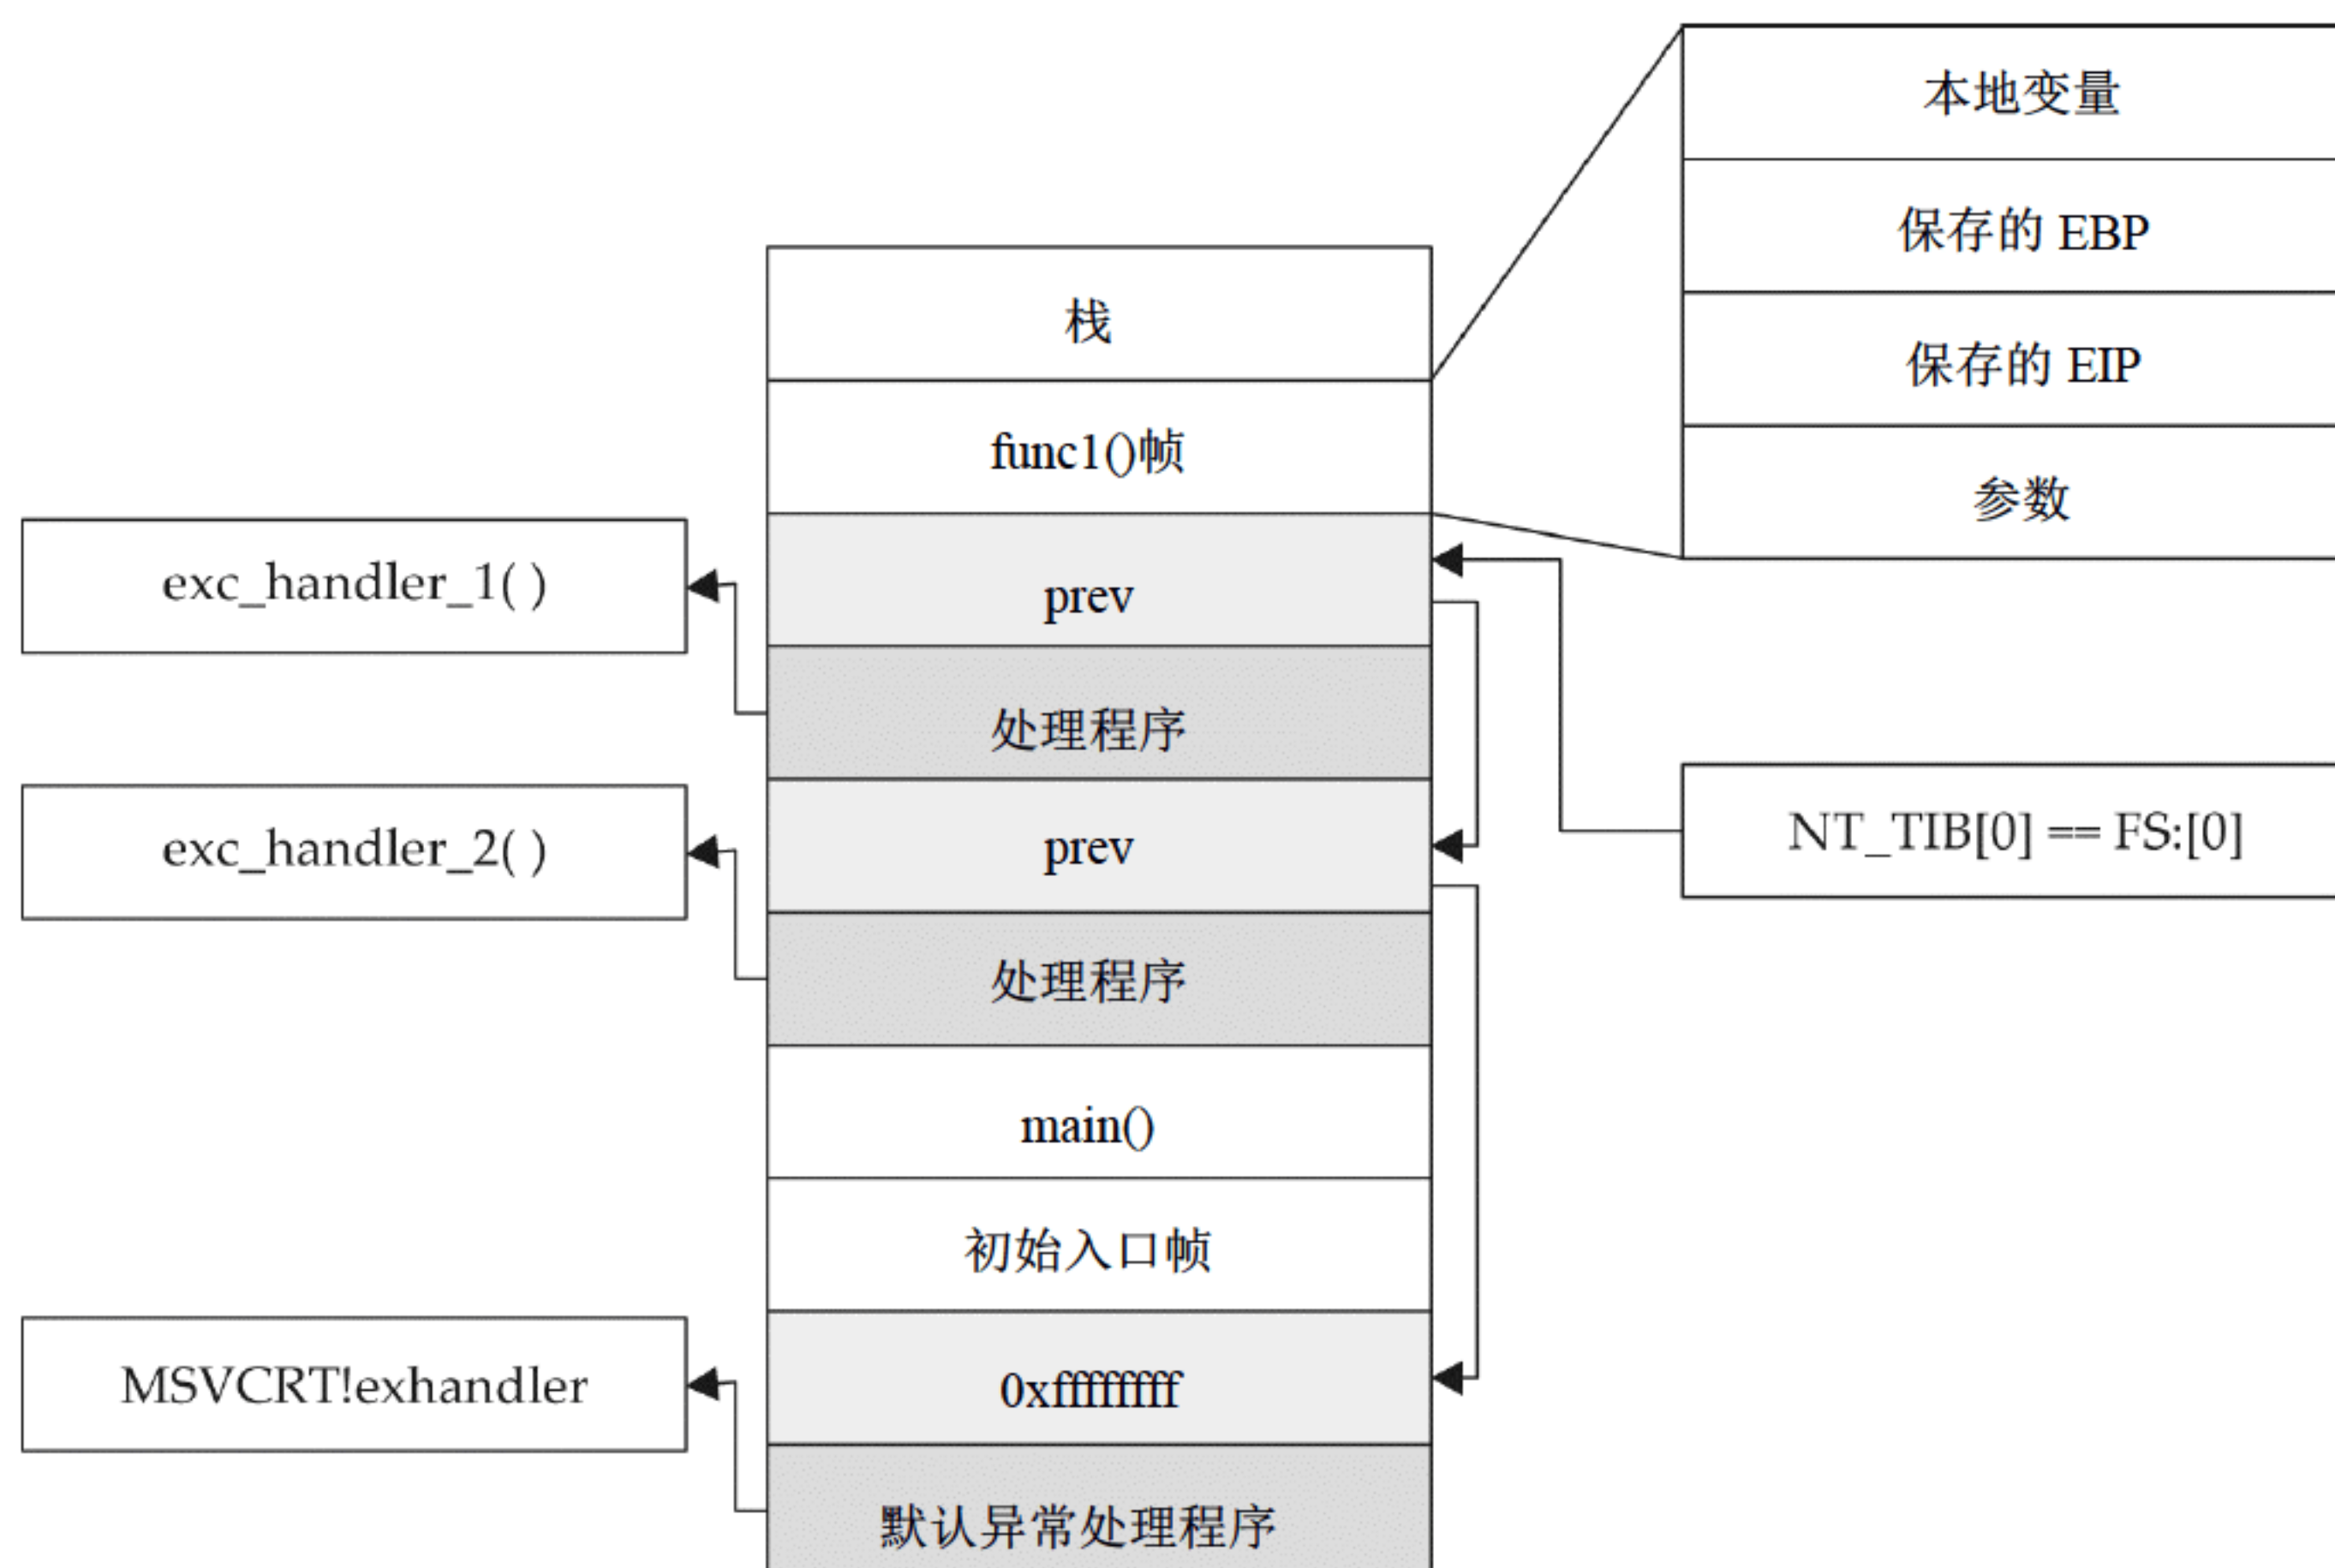 本地变量
保存的 EBP
保存的 EIP
参数
栈
func1()帧
prev
处理程序
prev
处理程序
main()
初始入口帧
0xffffffff
默认异常处理程序
exc_handler_1( )
exc_handler_2( )
MSVCRT!exhandler
NT_TIB[0] == FS:[0]